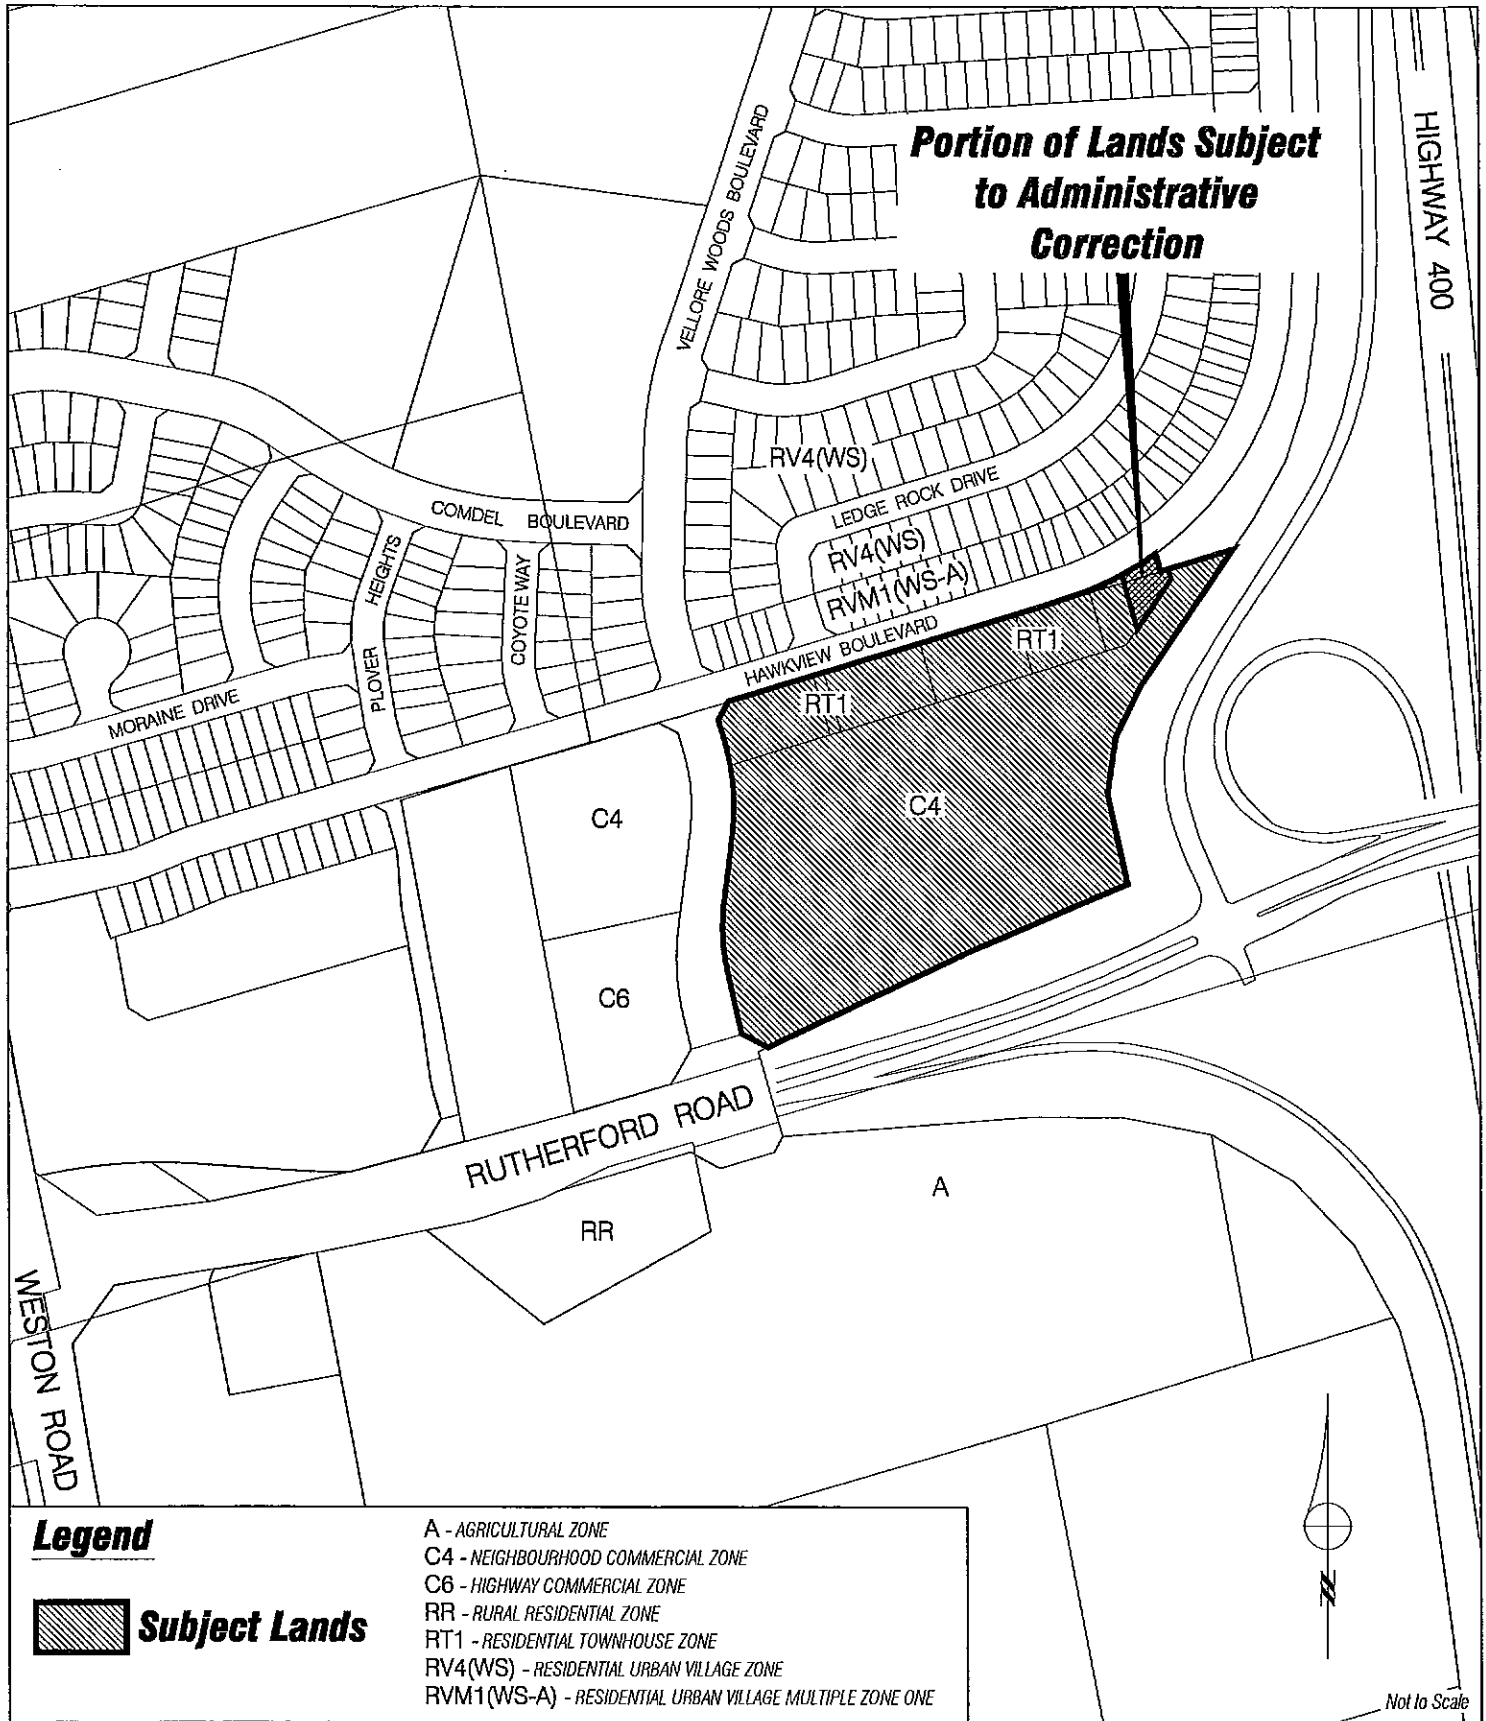 Portion of Lands Subject
to Administrative
Correction
HIGHWAY 400
VELLORE WOODS BOULEVARD
RV4(WS)
LEDGE ROCK DRIVE
COMDEL BOULEVARD
RV4(WS)
RVM1(WS-A)
PLOVER HEIGHTS
COYOTE WAY
HAWKVIEW BOULEVARD
RT1
MORAINE DRIVE
RT1
C4
C4
C6
RUTHERFORD ROAD
A
RR
WESTON ROAD
N
Legend
Subject Lands
A - AGRICULTURAL ZONE
C4 - NEIGHBOURHOOD COMMERCIAL ZONE
C6 - HIGHWAY COMMERCIAL ZONE
RR - RURAL RESIDENTIAL ZONE
RT1 - RESIDENTIAL TOWNHOUSE ZONE
RV4(WS) - RESIDENTIAL URBAN VILLAGE ZONE
RVM1(WS-A) - RESIDENTIAL URBAN VILLAGE MULTIPLE ZONE ONE
Not to Scale